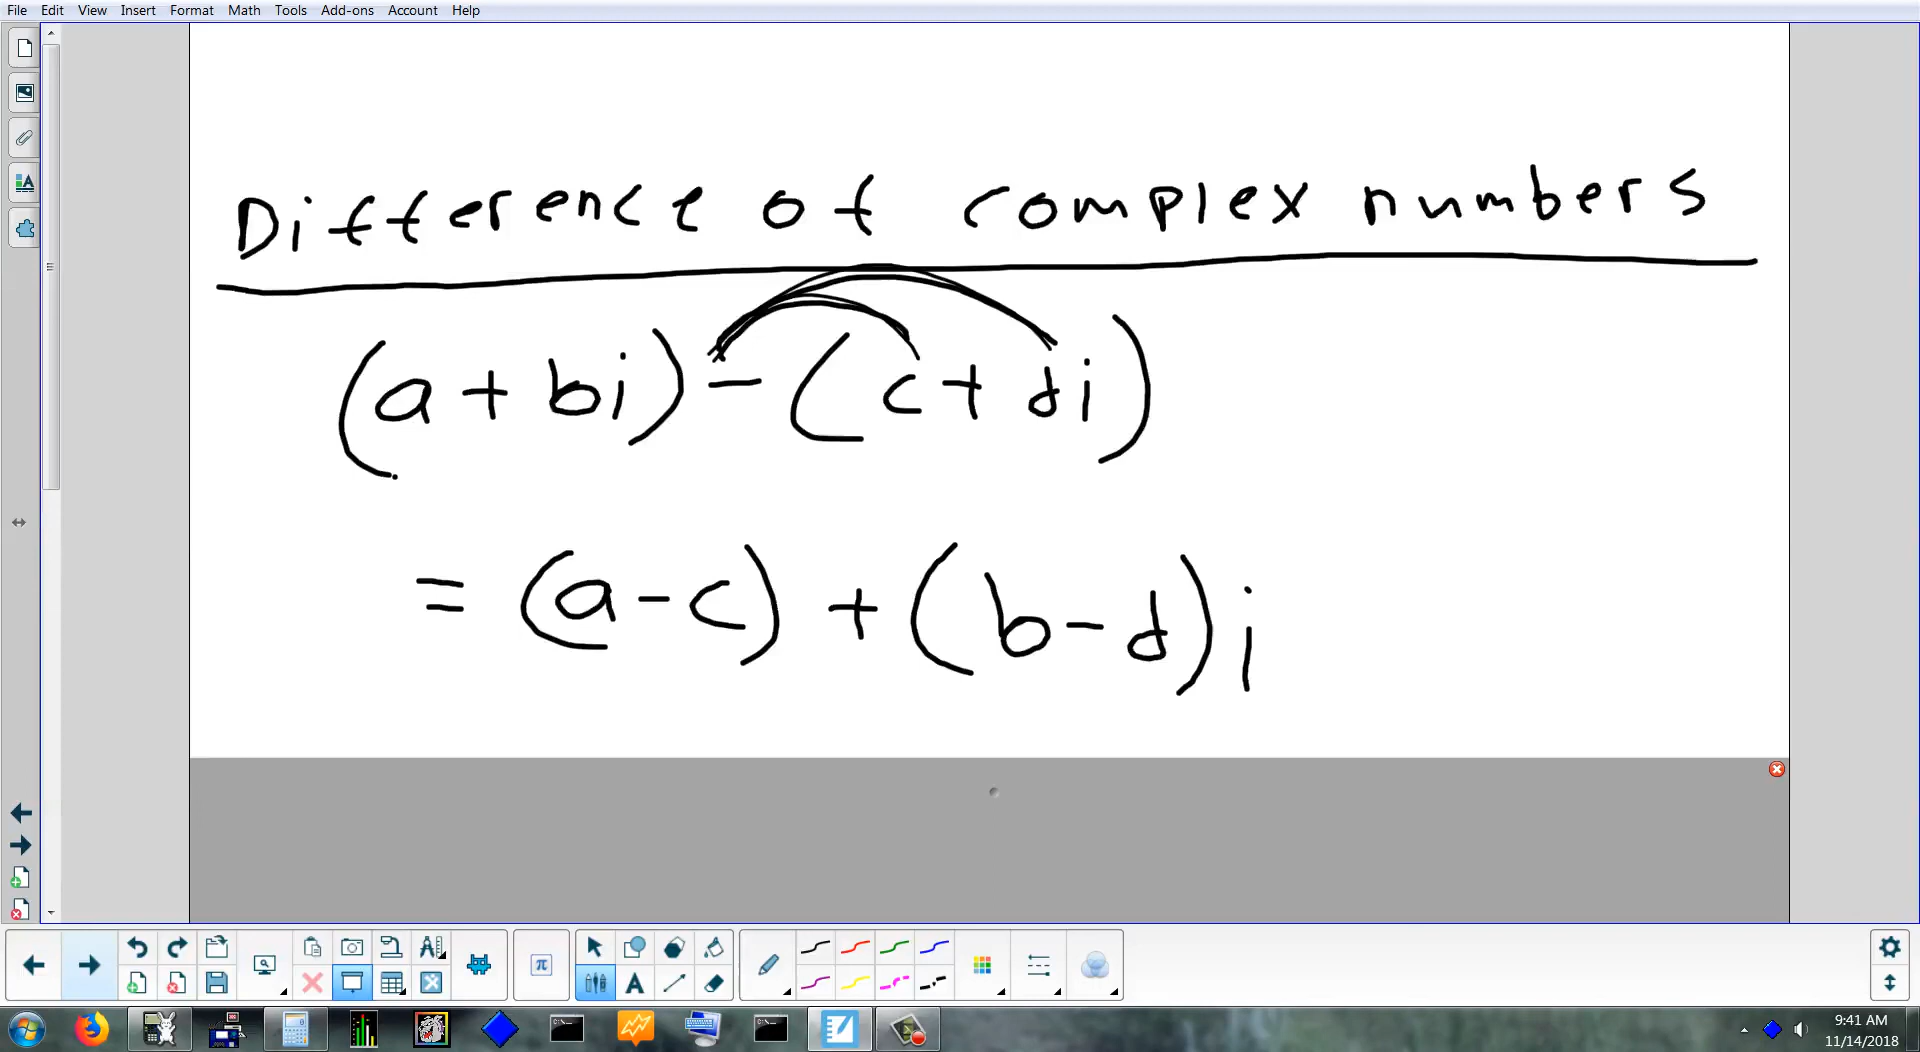 File Edit View Insert Format Math Tools Add-ons Account Help
Difference of complex numbers
(a + bi) - (c + di)
= (a - c) + (b - d) i
9:41 AM
11/14/2018